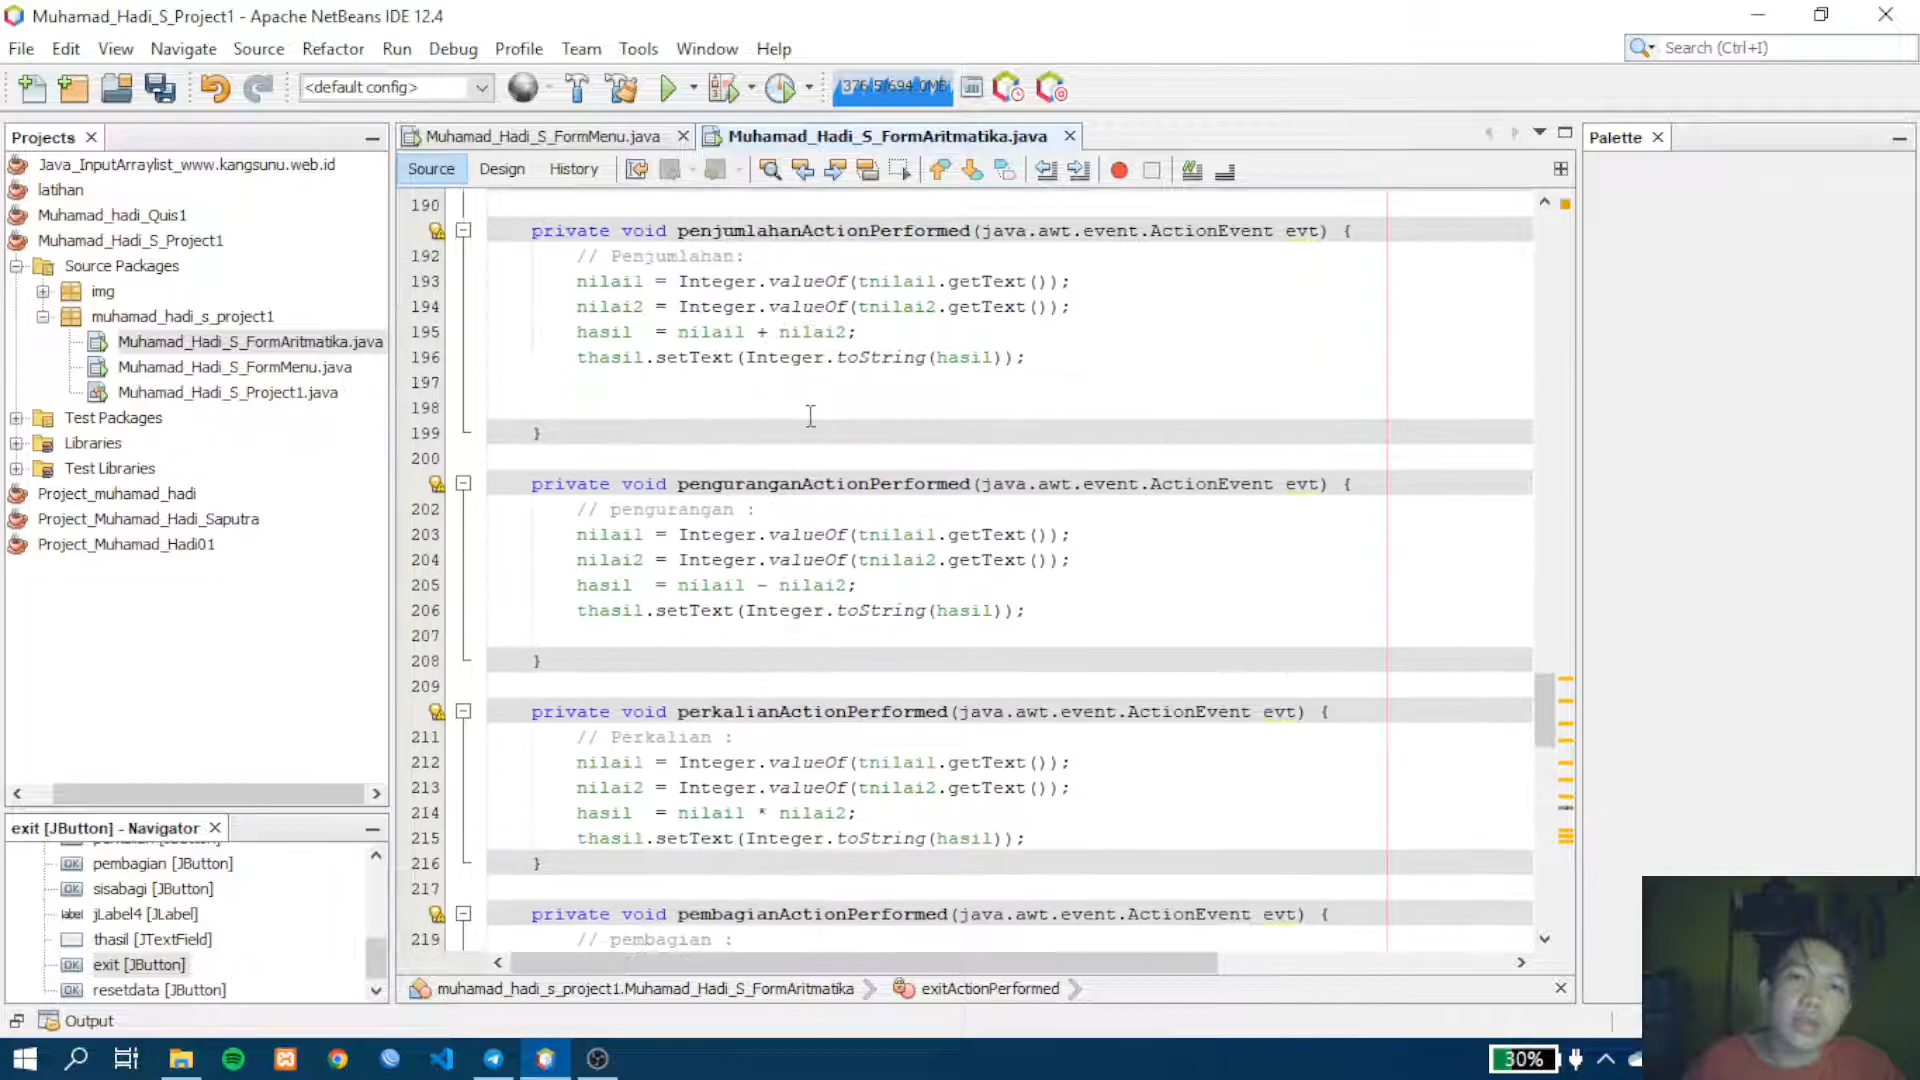 Muhamad_Hadi_S_Project1 - Apache NetBeans IDE 12.4
File Edit View Navigate Source Refactor Run Debug Profile Team Tools Window Help
Search (Ctrl+I)
<default config>
376.5/694.0MB
Projects
Java_InputArraylist_www.kangsunu.web.id
latihan
Muhamad_hadi_Quis1
Muhamad_Hadi_S_Project1
Source Packages
img
muhamad_hadi_s_project1
Muhamad_Hadi_S_FormAritmatika.java
Muhamad_Hadi_S_FormMenu.java
Muhamad_Hadi_S_Project1.java
Test Packages
Libraries
Test Libraries
Project_muhamad_hadi
Project_Muhamad_Hadi_Saputra
Project_Muhamad_Hadi01
exit [JButton] - Navigator
pembagian [JButton]
sisabagi [JButton]
label jLabel4 [JLabel]
thasil [JTextField]
exit [JButton]
resetdata [JButton]
Output
Muhamad_Hadi_S_FormMenu.java
Muhamad_Hadi_S_FormAritmatika.java
Source Design History
190
private void penjumlahanActionPerformed(java.awt.event.ActionEvent evt) {
192 // Penjumlahan:
193 nilai1 = Integer.valueOf(tnilai1.getText());
194 nilai2 = Integer.valueOf(tnilai2.getText());
195 hasil = nilai1 + nilai2;
196 thasil.setText(Integer.toString(hasil));
197
198
199 }
200
private void penguranganActionPerformed(java.awt.event.ActionEvent evt) {
202 // pengurangan :
203 nilai1 = Integer.valueOf(tnilai1.getText());
204 nilai2 = Integer.valueOf(tnilai2.getText());
205 hasil = nilai1 - nilai2;
206 thasil.setText(Integer.toString(hasil));
207
208 }
209
private void perkalianActionPerformed(java.awt.event.ActionEvent evt) {
211 // Perkalian :
212 nilai1 = Integer.valueOf(tnilai1.getText());
213 nilai2 = Integer.valueOf(tnilai2.getText());
214 hasil = nilai1 * nilai2;
215 thasil.setText(Integer.toString(hasil));
216 }
217
private void pembagianActionPerformed(java.awt.event.ActionEvent evt) {
219 // pembagian :
muhamad_hadi_s_project1.Muhamad_Hadi_S_FormAritmatika
exitActionPerformed
Palette
30%